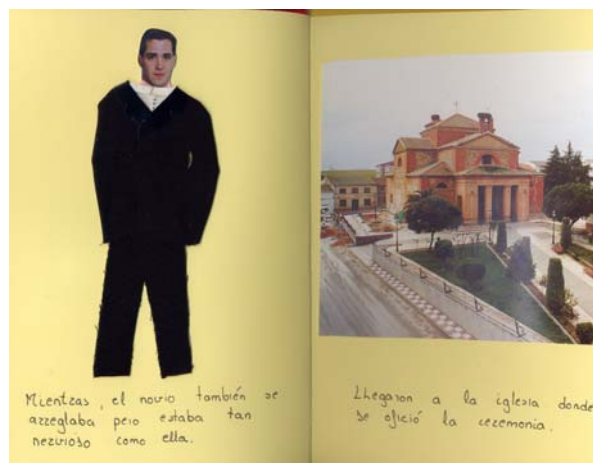 Mientras, el novio también se
arreglaba pero estaba tan
nervioso como ella.
Llegaron a la iglesia donde
se ofició la ceremonia.